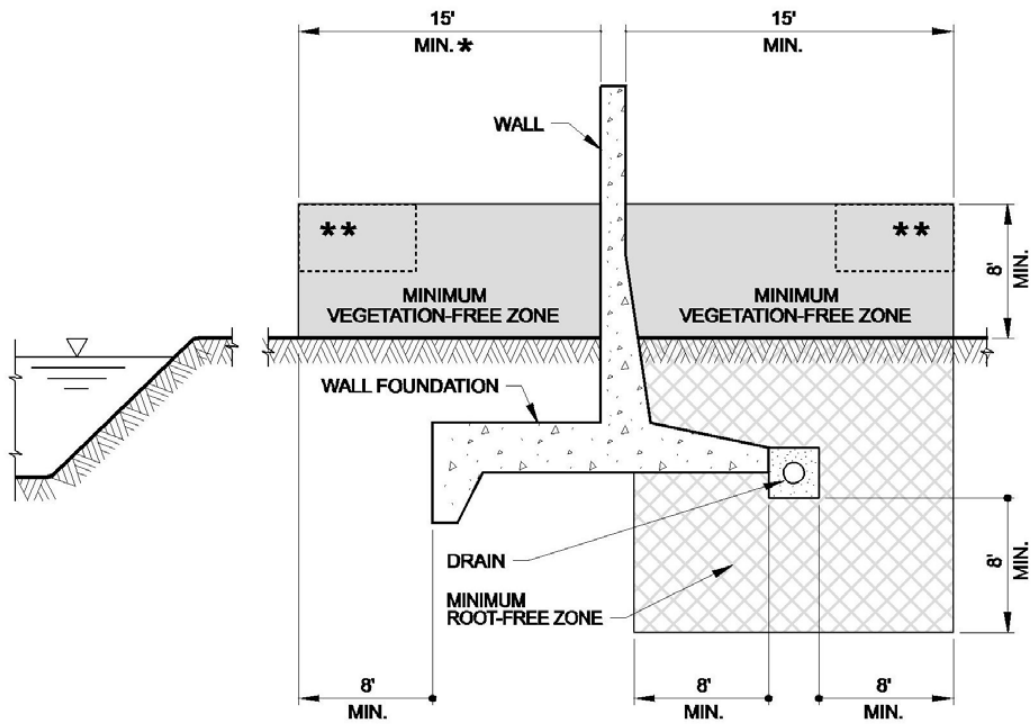 15'
MIN. *
15'
MIN.
WALL
**
**
8'
MIN.
MINIMUM
VEGETATION-FREE ZONE
MINIMUM
VEGETATION-FREE ZONE
WALL FOUNDATION
DRAIN
MINIMUM
ROOT-FREE ZONE
8'
MIN.
8'
MIN.
8'
MIN.
8'
MIN.